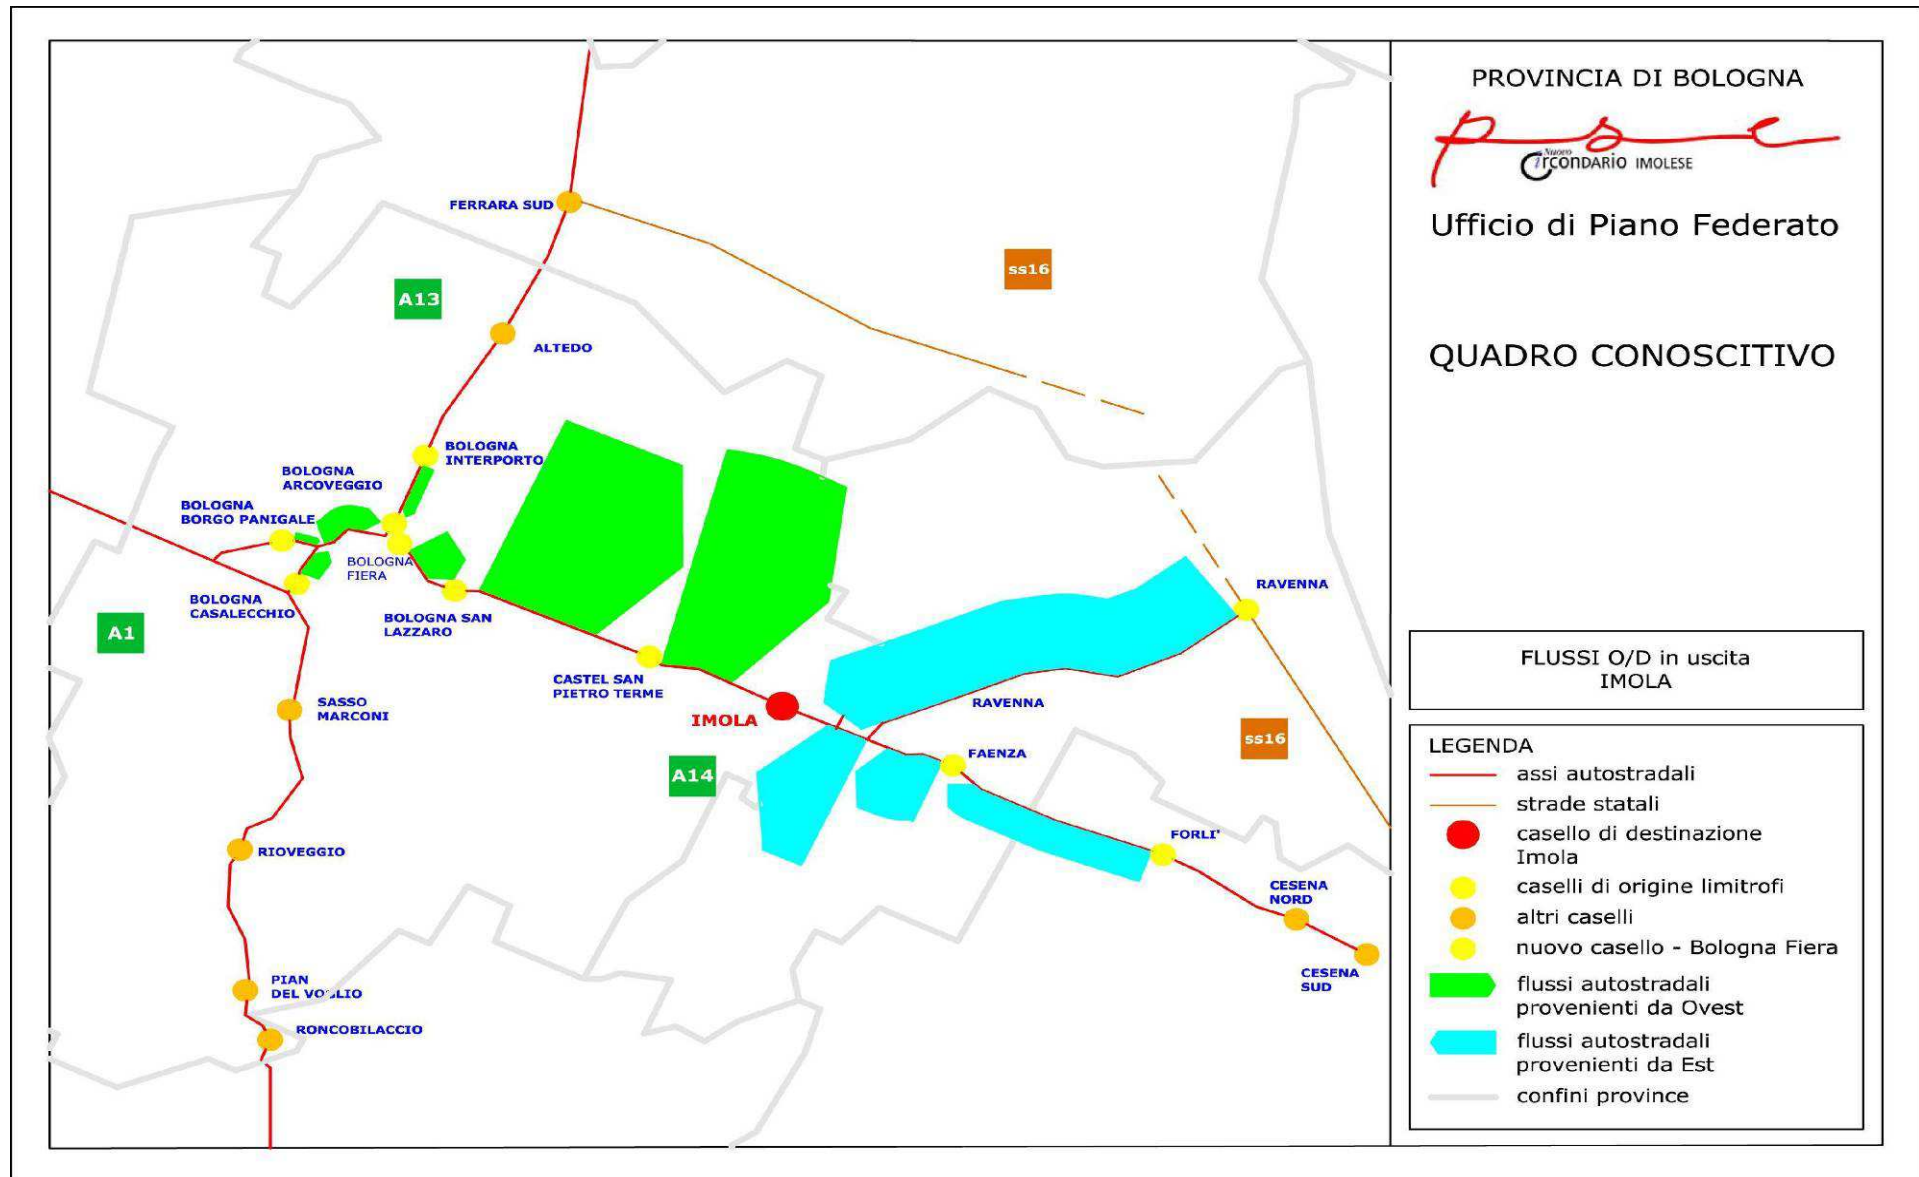 PROVINCIA DI BOLOGNA
pse
Nuovo
CIRCONDARIO IMOLESE
Ufficio di Piano Federato
QUADRO CONOSCITIVO
FLUSSI O/D in uscita
IMOLA
LEGENDA
assi autostradali
strade statali
casello di destinazione
Imola
caselli di origine limitrofi
altri caselli
nuovo casello - Bologna Fiera
flussi autostradali
provenienti da Ovest
flussi autostradali
provenienti da Est
confini province
FERRARA SUD
ss16
A13
ALTEDO
BOLOGNA
INTERPORTO
BOLOGNA
ARCOVEGGIO
BOLOGNA
BORGO PANIGALE
BOLOGNA
FIERA
BOLOGNA
CASALECCHIO
BOLOGNA SAN
LAZZARO
RAVENNA
A1
CASTEL SAN
PIETRO TERME
SASSO
MARCONI
IMOLA
RAVENNA
ss16
FAENZA
A14
FORLI'
RIOVEGGIO
CESENA
NORD
CESENA
SUD
PIAN
DEL VOGLIO
RONCOBILACCIO